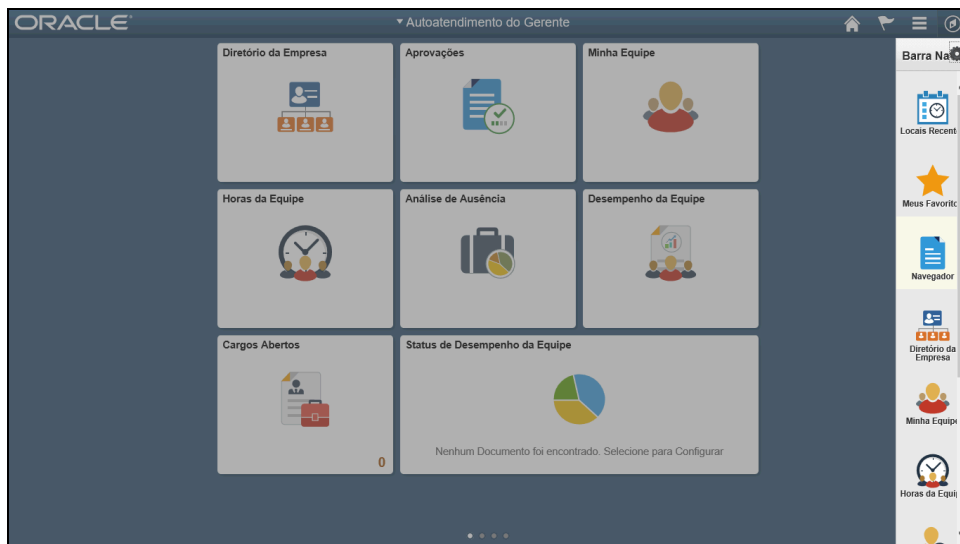 ORACLE
Autoatendimento do Gerente
Diretório da Empresa
Aprovações
Minha Equipe
Barra Na
Locais Recent
Meus Favorito
Horas da Equipe
Análise de Ausência
Desempenho da Equipe
Navegador
Diretório da
Empresa
Cargos Abertos
Status de Desempenho da Equipe
Minha Equipe
Nenhum Documento foi encontrado. Selecione para Configurar
0
Horas da Equi